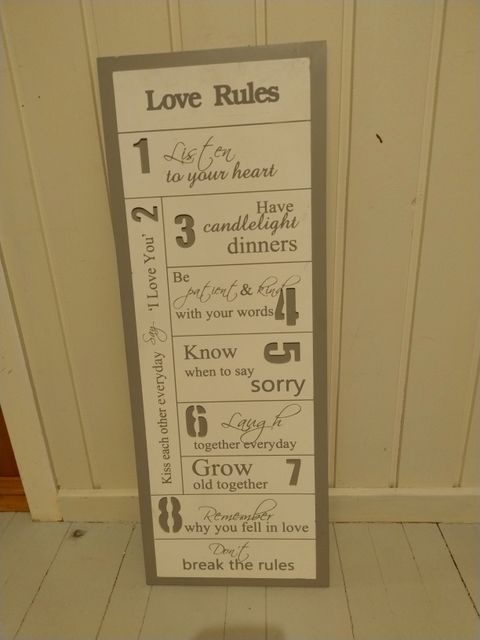 Love Rules
1 Listen
to your heart
2 Kiss each other everyday Say 'I Love You'
3 Have
candlelight
dinners
Be
patient & kind
with your words 4
Know 5
when to say
sorry
6 Laugh
together everyday
Grow 7
old together
8 Remember
why you fell in love
Don't
break the rules